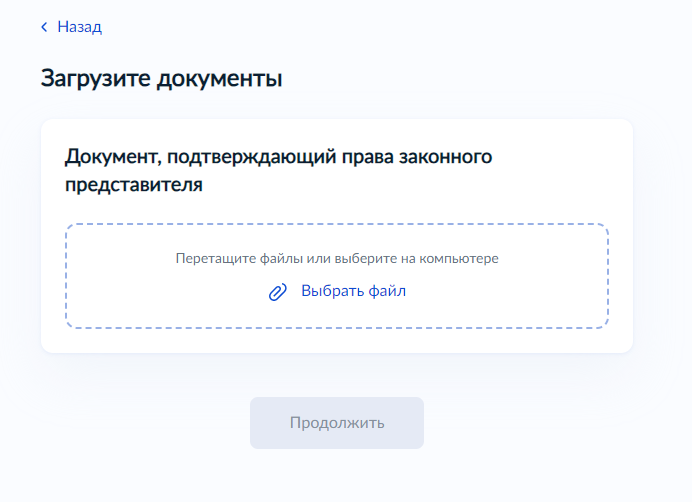 Назад
Загрузите документы
Документ, подтверждающий права законного
представителя
Перетащите файлы или выберите на компьютере
Выбрать файл
Продолжить